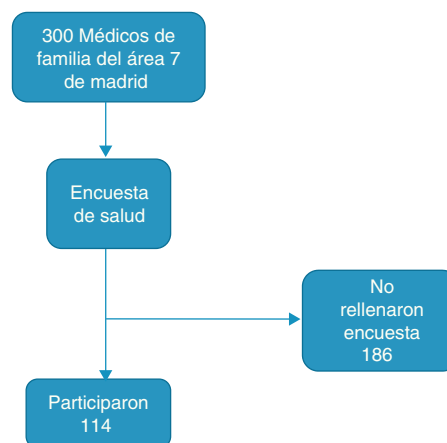 300 Médicos de
familia del área 7
de madrid
Encuesta
de salud
No
rellenaron
encuesta
186
Participaron
114